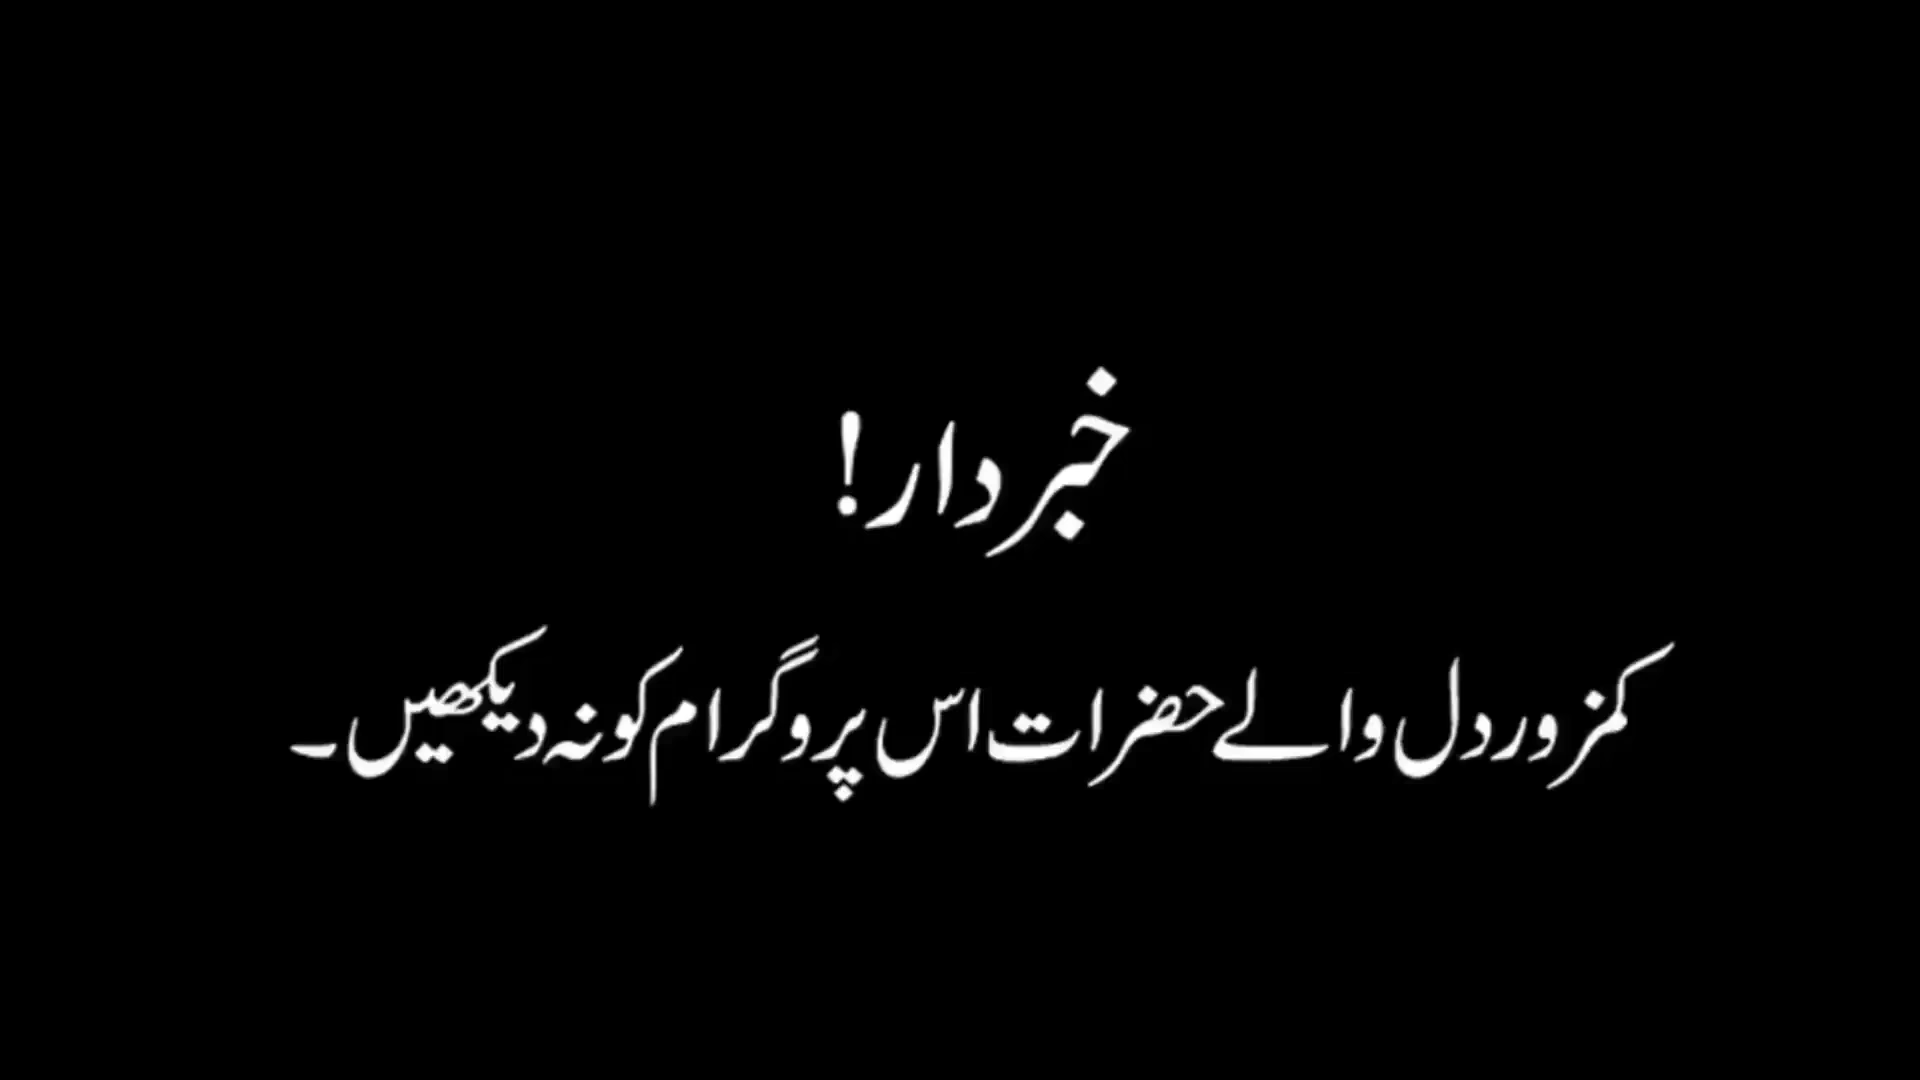 خبردار!
کمزور دل والے حضرات اس پروگرام کو نہ دیکھیں۔